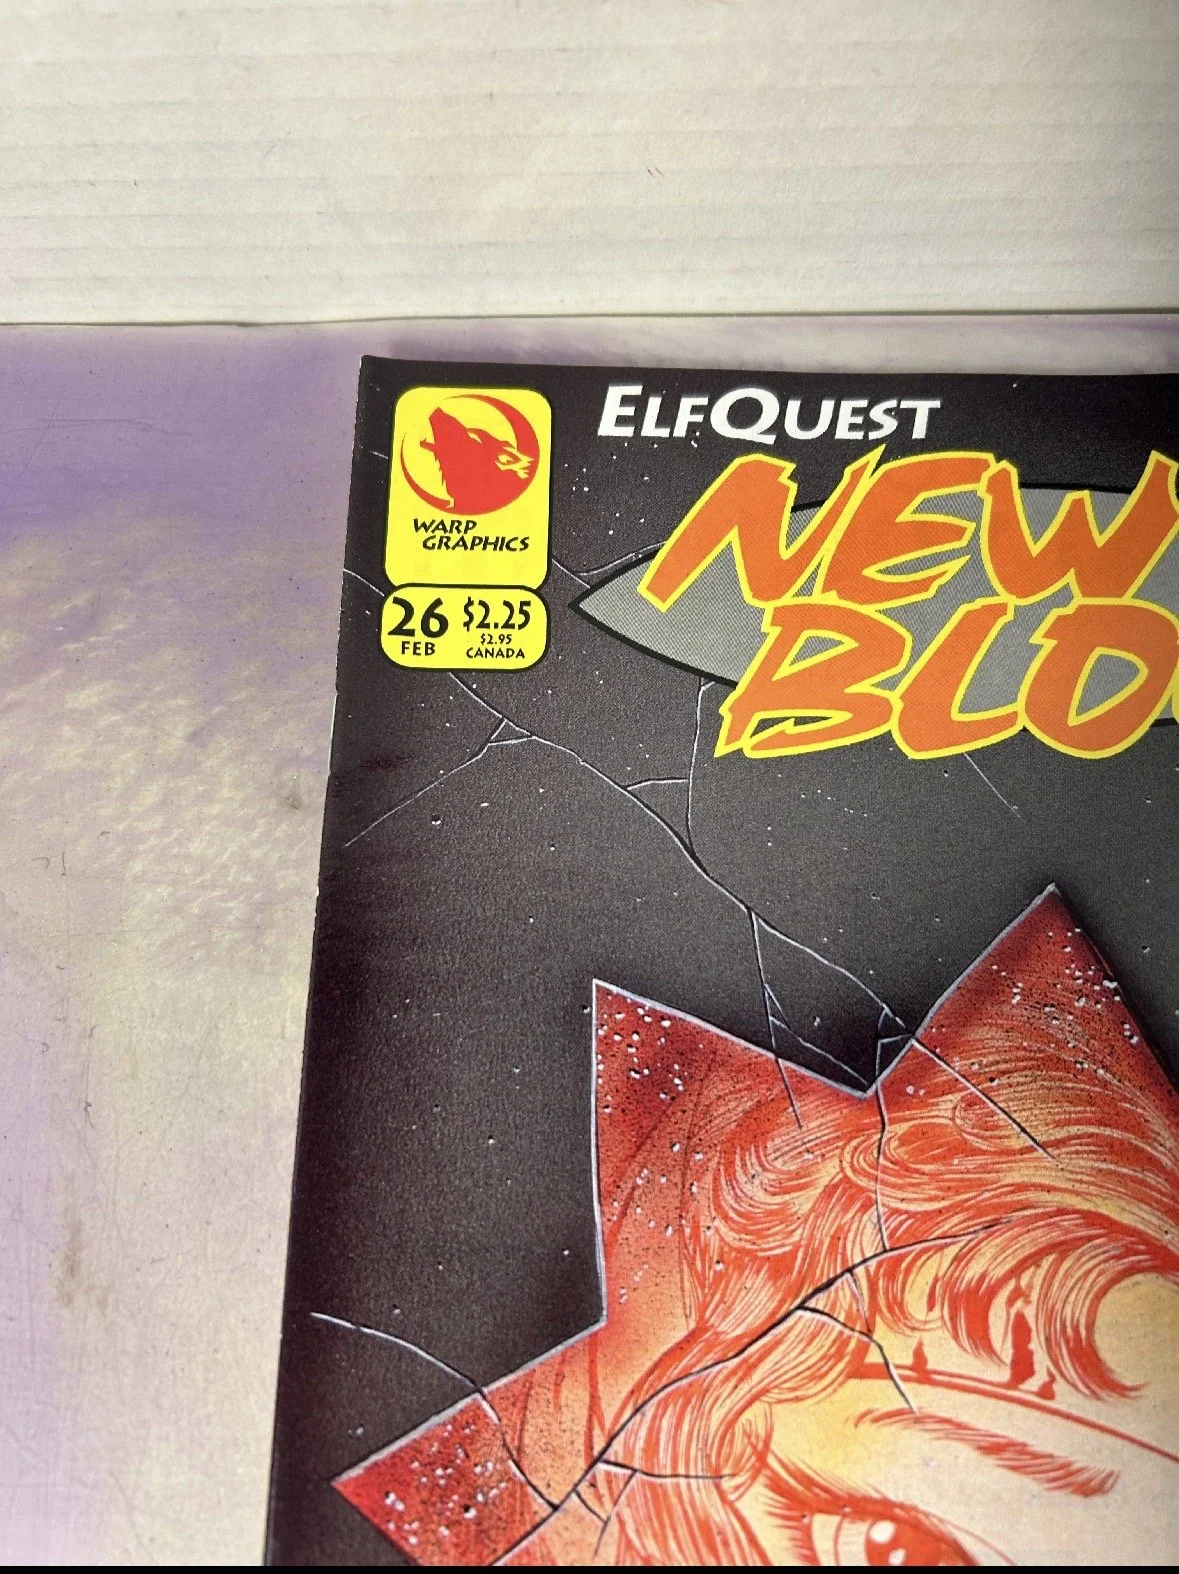 ELFQUEST
NEW
BLO
WARP
GRAPHICS
26 $2.25
FEB $2.95
CANADA